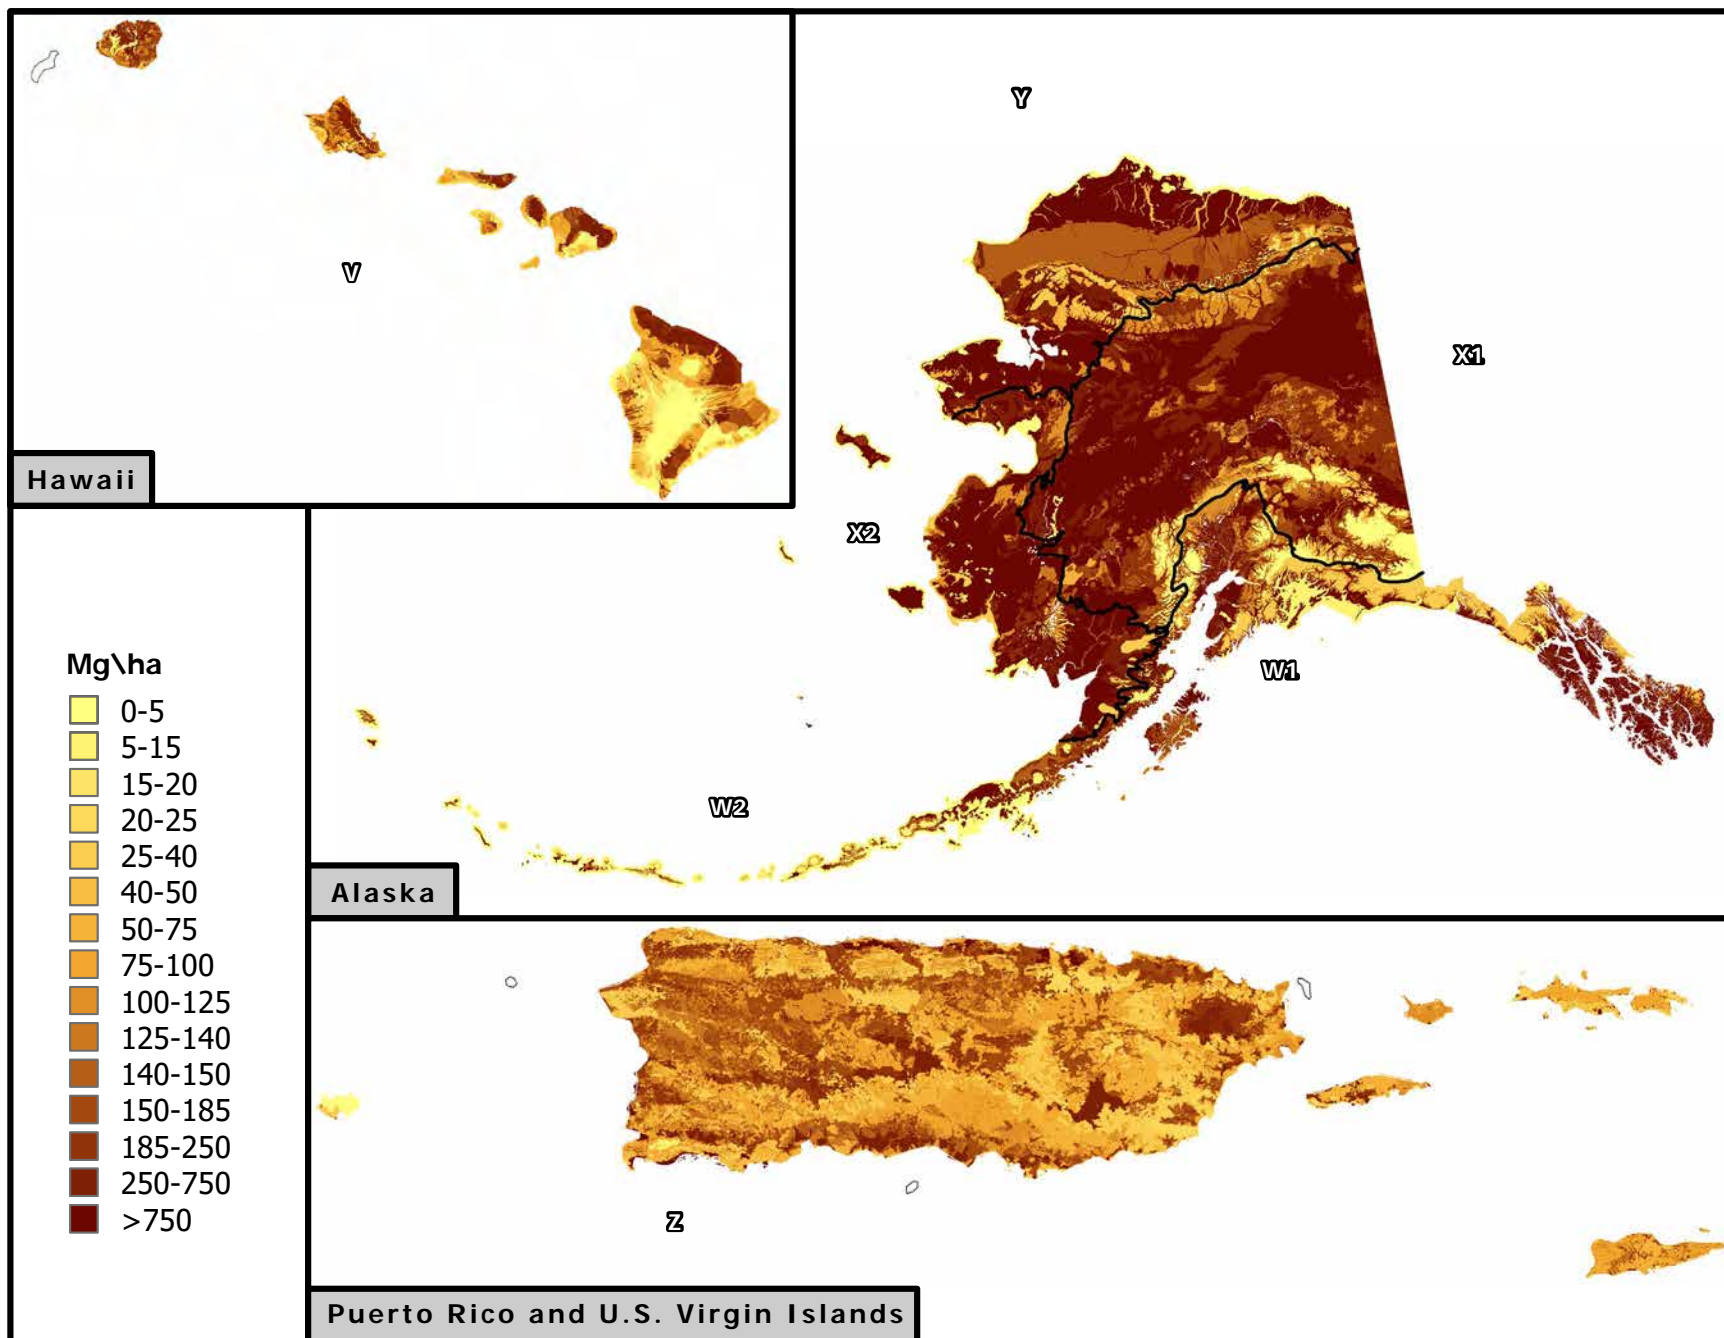 Y
V
X1
Hawaii
X2
W1
Mg\ha
0-5
5-15
15-20
20-25
25-40
40-50
50-75
75-100
100-125
125-140
140-150
150-185
185-250
250-750
>750
W2
Alaska
Z
Puerto Rico and U.S. Virgin Islands